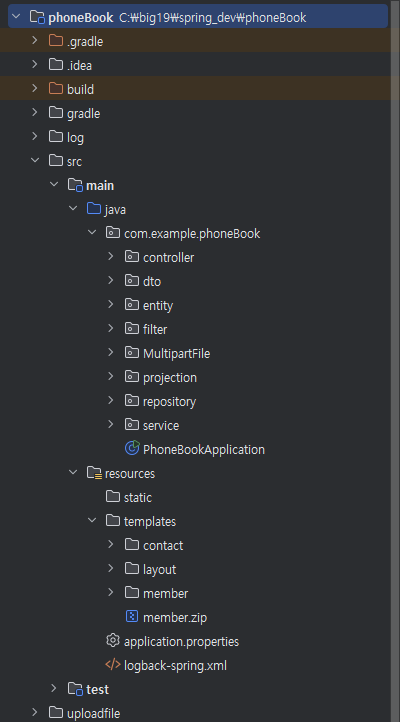 phoneBook C:₩big19₩spring_dev₩phoneBook
.gradle
.idea
build
gradle
log
src
main
java
com.example.phoneBook
controller
dto
entity
filter
MultipartFile
projection
repository
service
PhoneBookApplication
resources
static
templates
contact
layout
member
member.zip
application.properties
logback-spring.xml
test
uploadfile